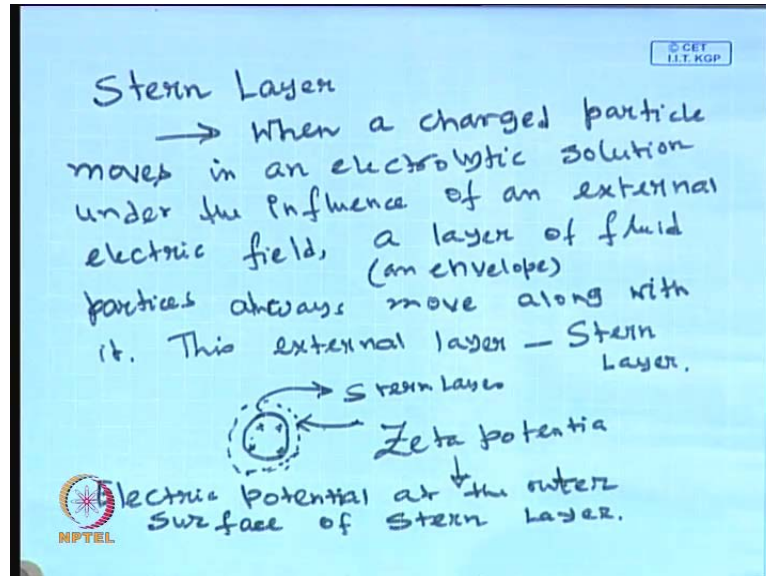 © CET
I.I.T. KGP
Stern Layer
→ When a charged particle
moves in an electrolytic solution
under the influence of an external
electric field, a layer of fluid
(an envelope)
partices always move along with
it. This external layer – Stern
Layer.
Stern Laye
Zeta potentia
Electric potential at the outer
surface of Stern Layer.
NPTEL